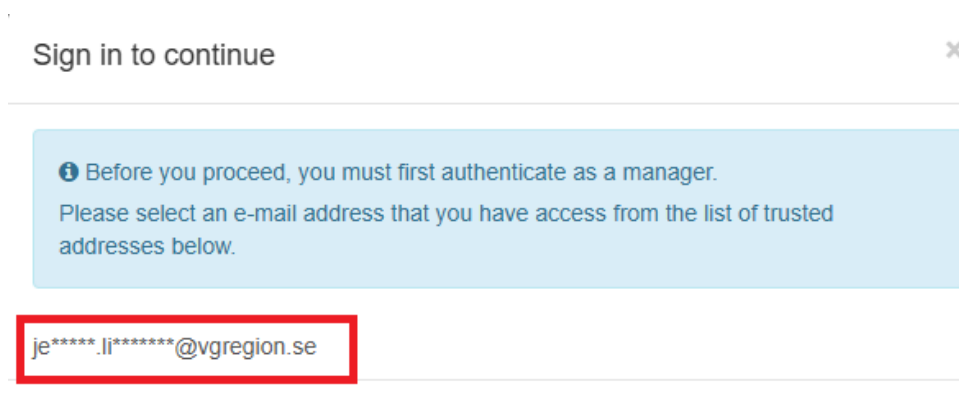 Sign in to continue
×
Before you proceed, you must first authenticate as a manager.
Please select an e-mail address that you have access from the list of trusted
addresses below.
je*****.li*******@vgregion.se